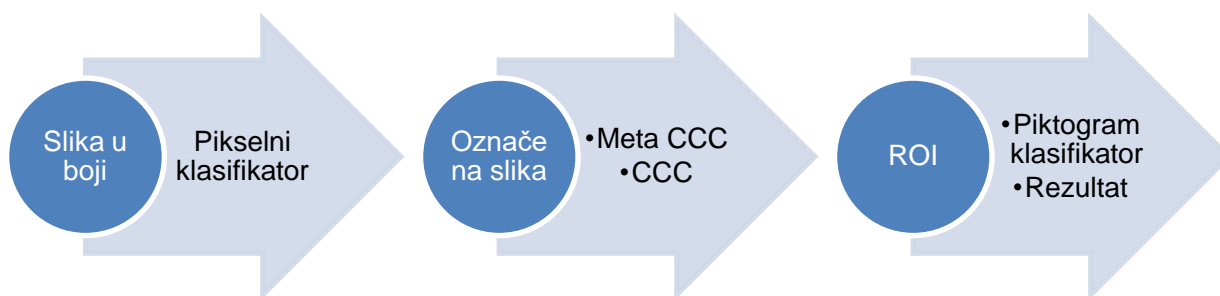 Slika u
boji
Pikselni
klasifikator
Označe
na slika
•Meta CCC
•CCC
ROI
•Piktogram
klasifikator
•Rezultat